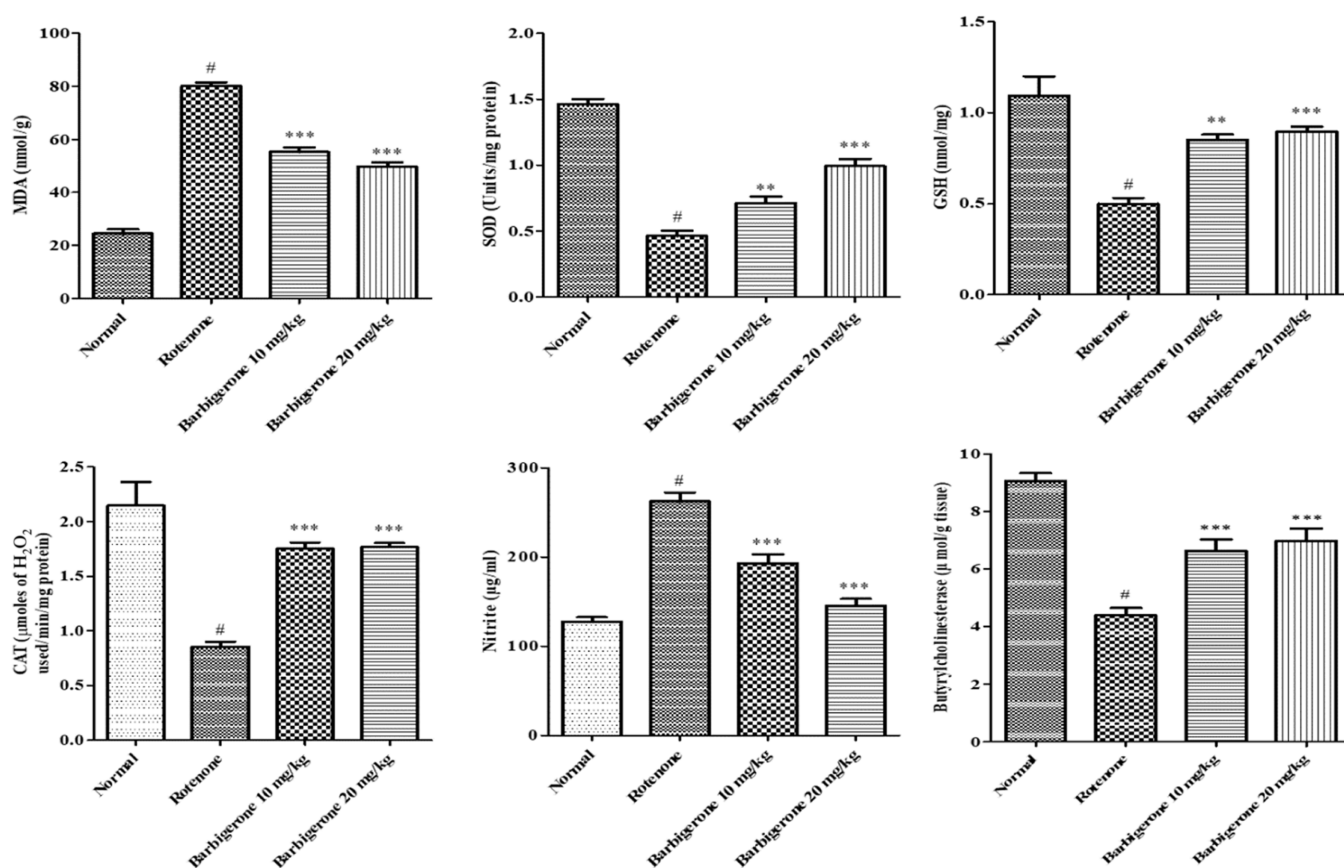 MDA (nmol/g)
100
80
60
40
20
0
#
***
***
Normal
Rotenone
Barbigerone 10 mg/kg
Barbigerone 20 mg/kg
SOD (Units/mg protein)
2.0
1.5
1.0
0.5
0.0
#
**
***
Normal
Rotenone
Barbigerone 10 mg/kg
Barbigerone 20 mg/kg
GSH (nmol/mg)
1.5
1.0
0.5
0.0
#
**
***
Normal
Rotenone
Barbigerone 10 mg/kg
Barbigerone 20 mg/kg
CAT (μmoles of H₂O₂
used/min/mg protein)
2.5
2.0
1.5
1.0
0.5
0.0
#
***
***
Normal
Rotenone
Barbigerone 10 mg/kg
Barbigerone 20 mg/kg
Nitrite (μg/ml)
300
200
100
0
#
***
***
Normal
Rotenone
Barbigerone 10 mg/kg
Barbigerone 20 mg/kg
Butyrylcholinesterase (μ mol/g tissue)
10
8
6
4
2
0
#
***
***
Normal
Rotenone
Barbigerone 10 mg/kg
Barbigerone 20 mg/kg